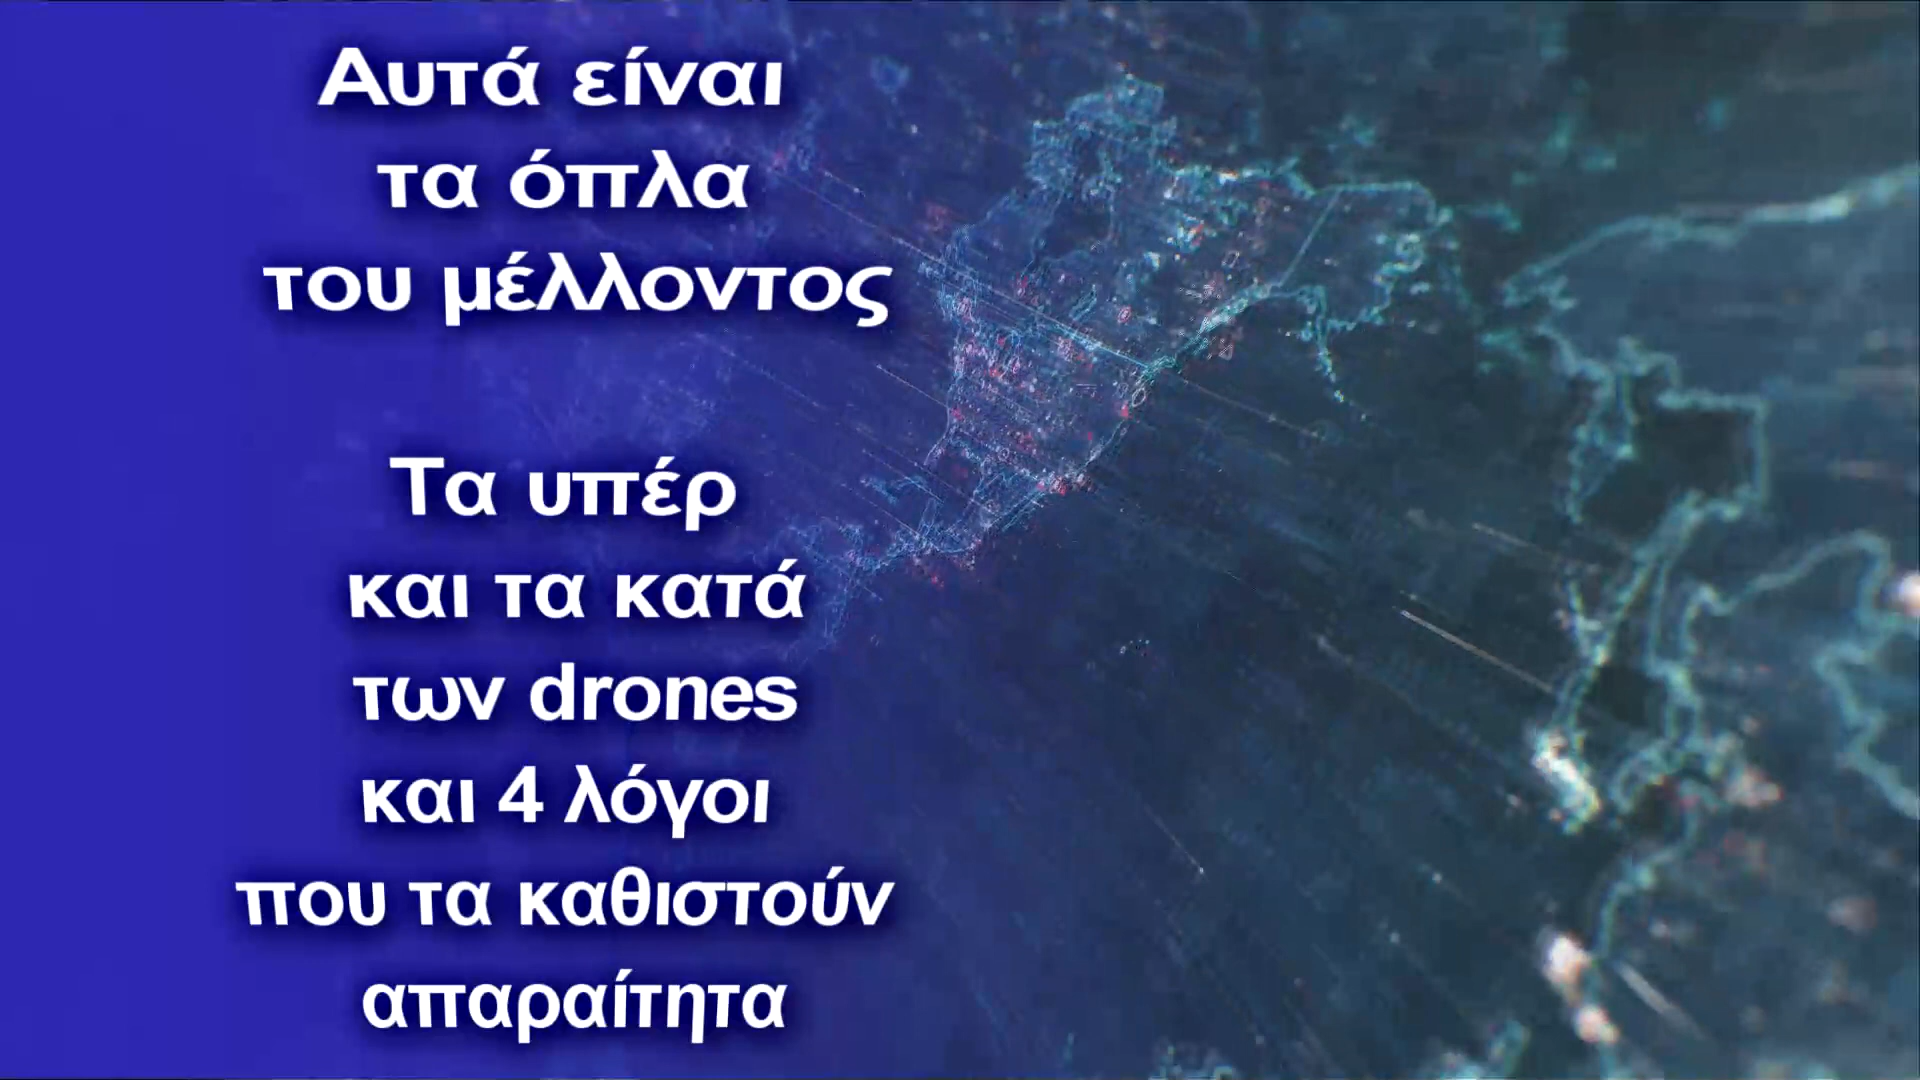 Αυτά είναι
τα όπλα
του μέλλοντος
Τα υπέρ
και τα κατά
των drones
και 4 λόγοι
που τα καθιστούν
απαραίτητα